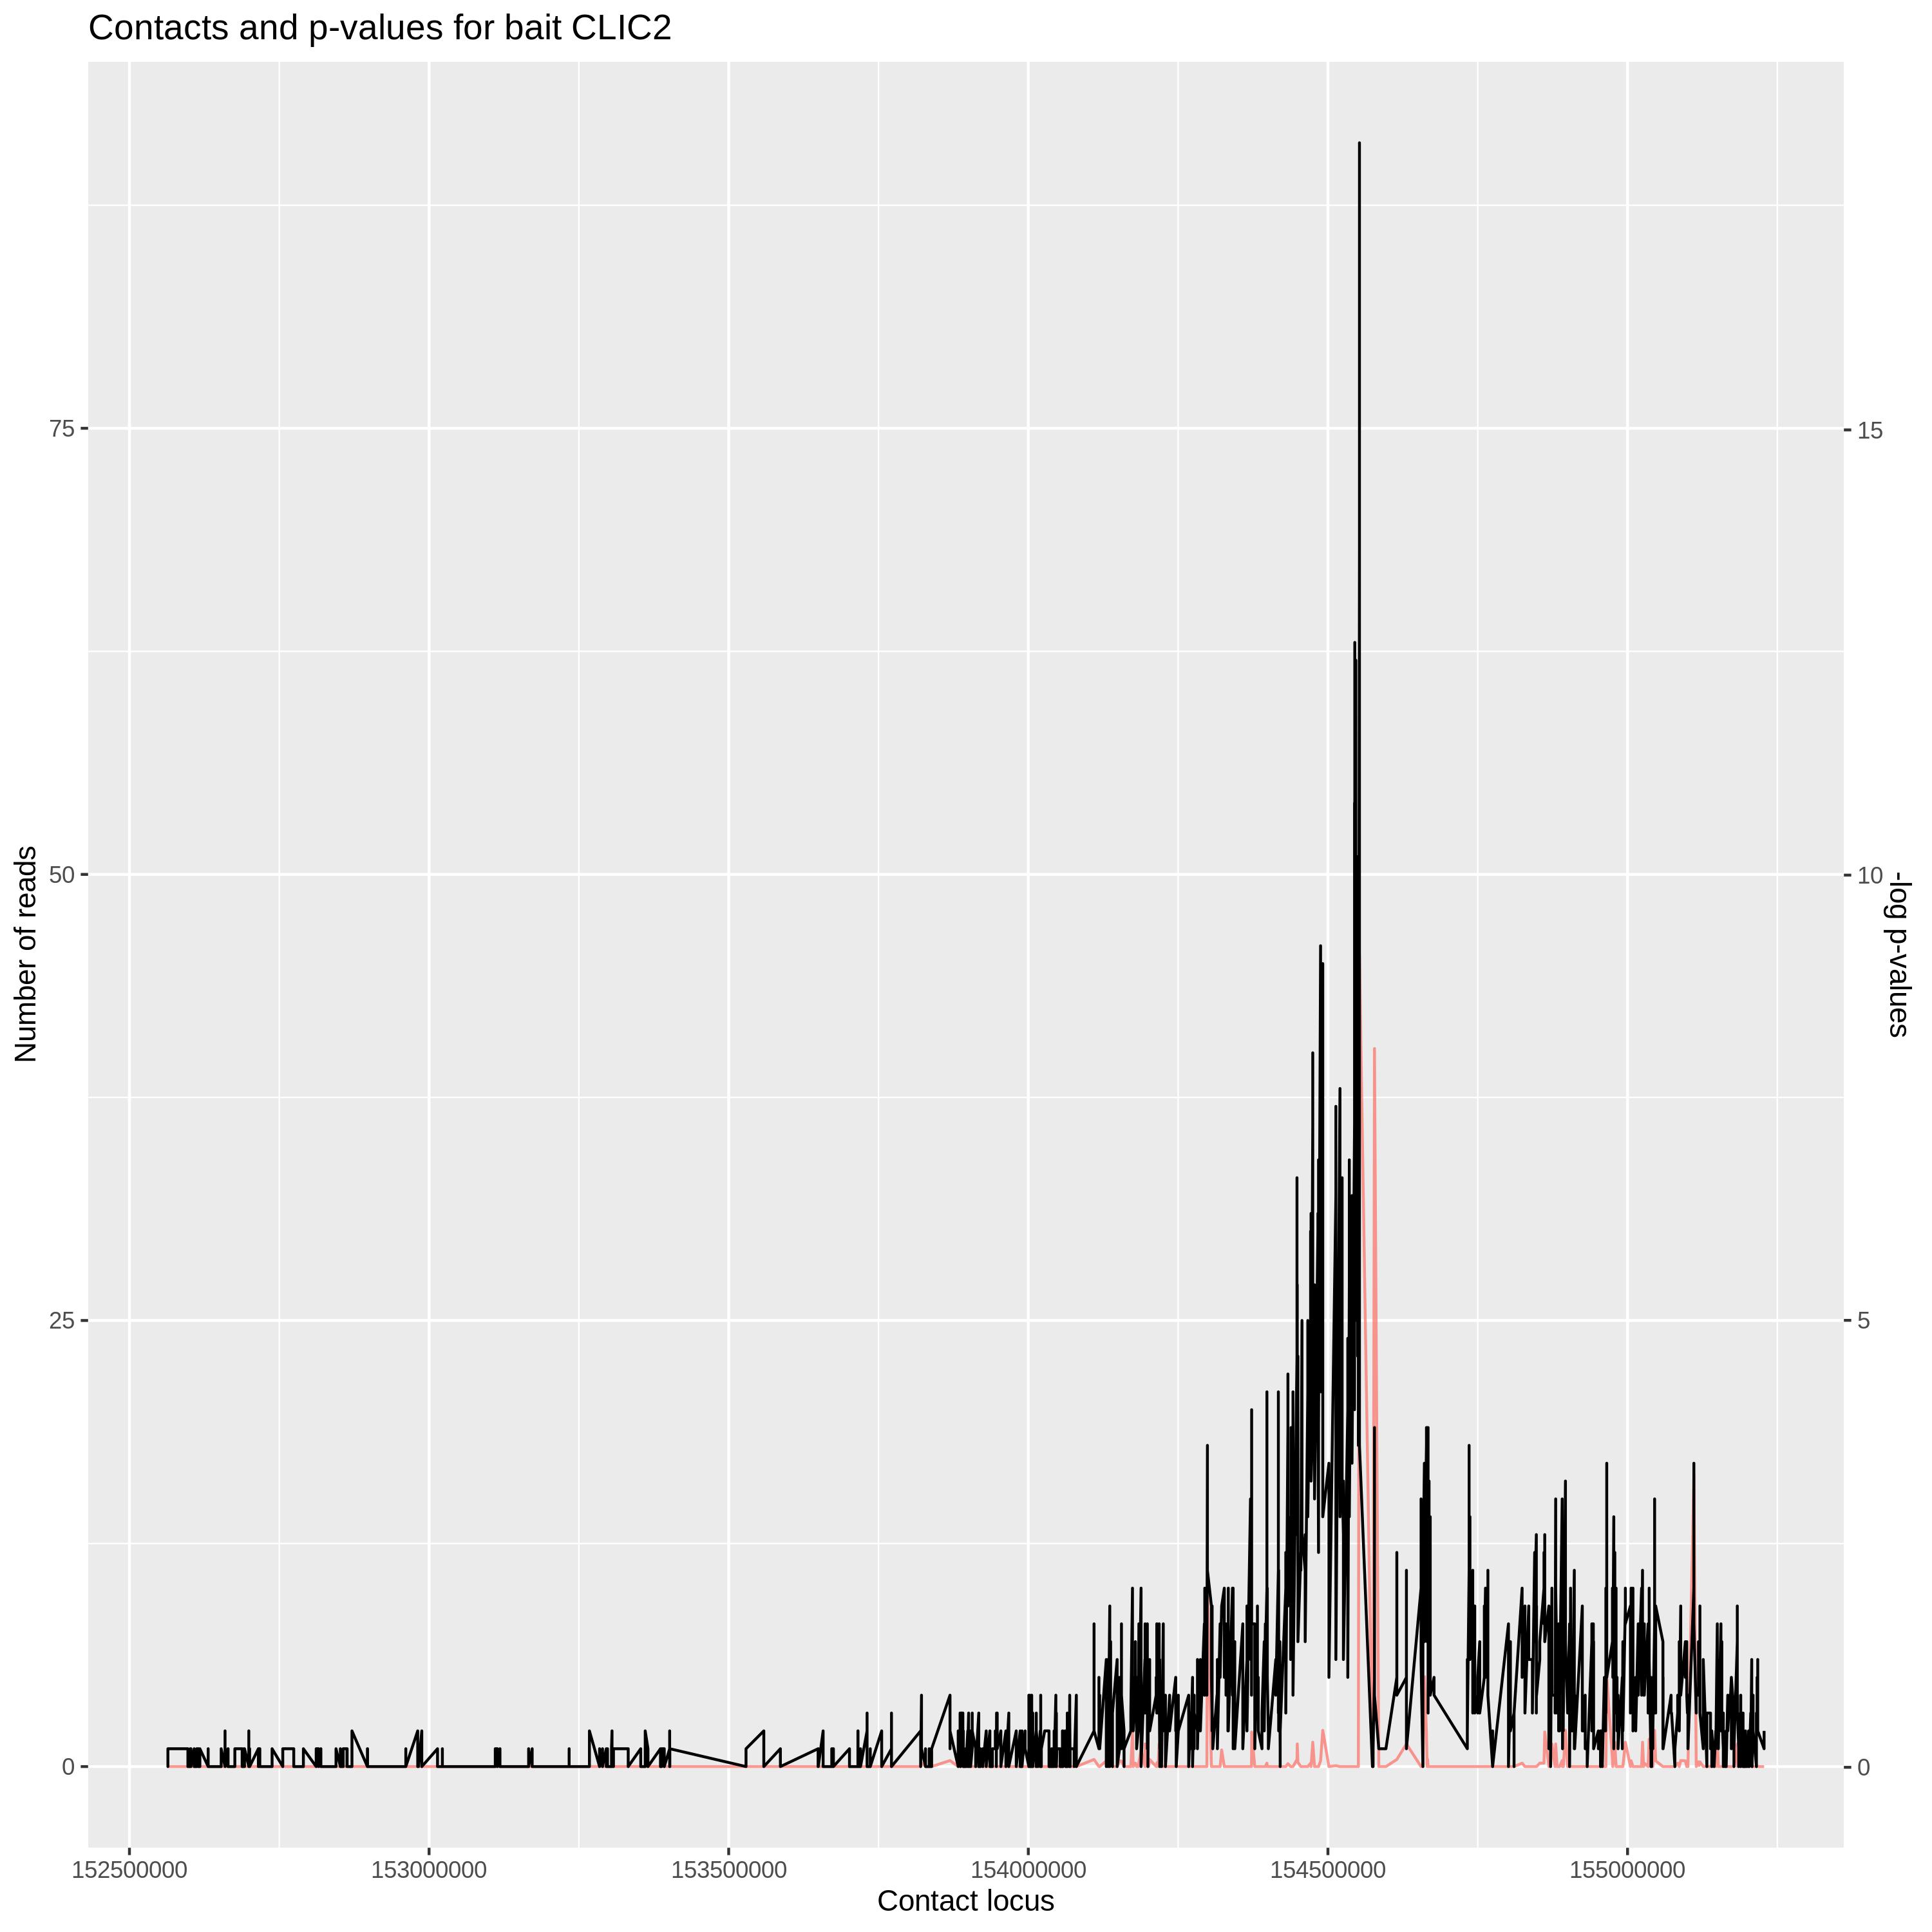 Contacts and p-values for bait CLIC2
75
50
25
0
15
10
5
0
Number of reads
-log p-values
152500000 153000000 153500000 154000000 154500000 155000000
Contact locus